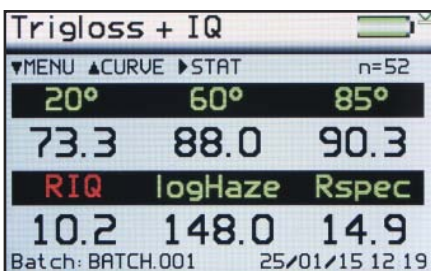 Trigloss + IQ
▼MENU ▲CURVE ▶STAT n=52
20° 60° 85°
73.3 88.0 90.3
RIQ logHaze Rspec
10.2 148.0 14.9
Batch: BATCH.001 25/01/15 12 19